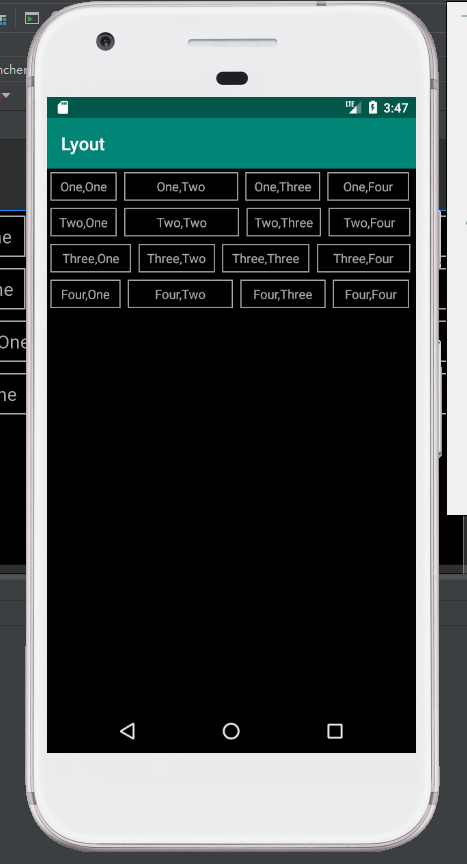 ncher
LTE 3:47
Lyout
One,One One,Two One,Three One,Four
Two,One Two,Two Two,Three Two,Four
Three,One Three,Two Three,Three Three,Four
Four,One Four,Two Four,Three Four,Four
ne
ne
One
ne